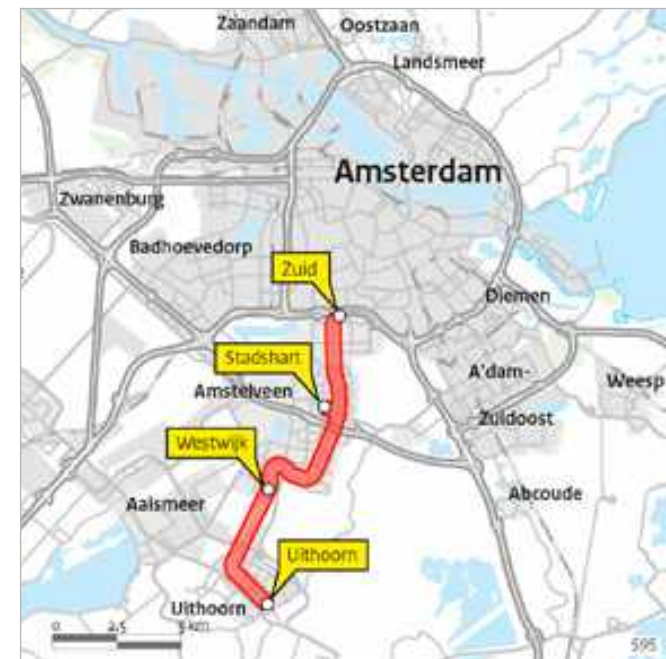 Zaandam
Oostzaan
Landsmeer
Amsterdam
Zwanenburg
Badhoevedorp
Zuid
Diemen
Stadshart
A'dam-
Zuidoost
Weesp
Amstelveen
Westwijk
Aalsmeer
Abcoude
Uithoorn
Uithoorn
0 2,5 5 km
595